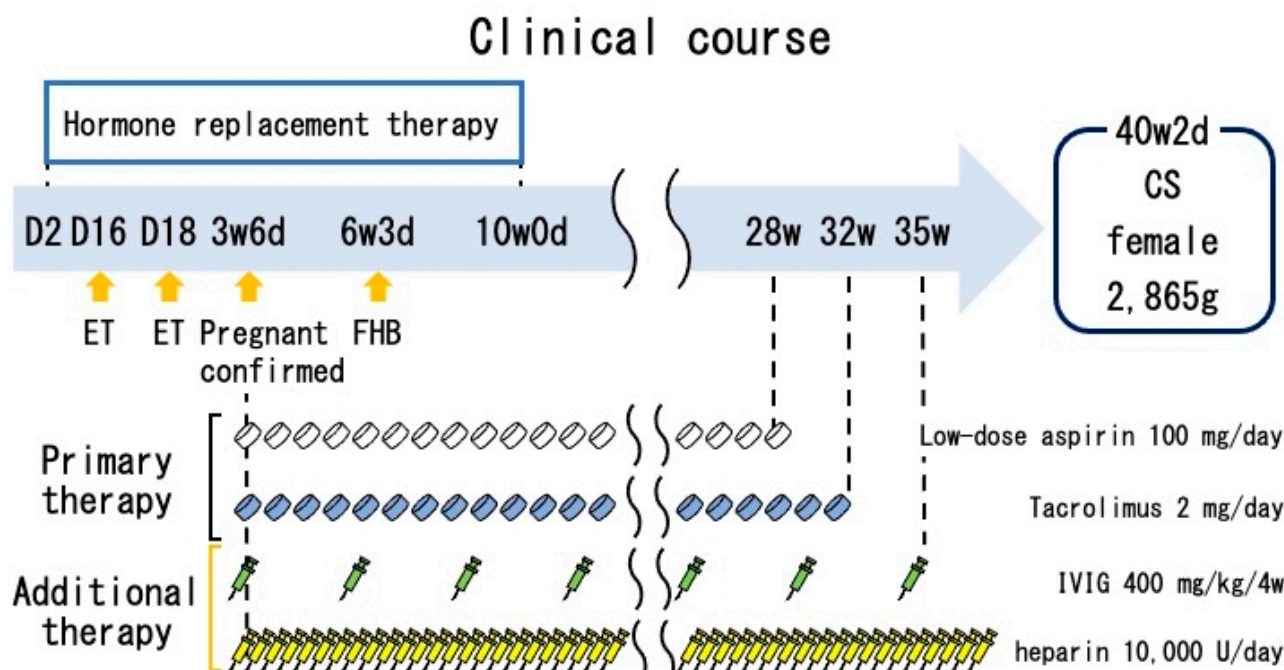 Clinical course
Hormone replacement therapy
D2 D16 D18 3w6d 6w3d 10w0d 28w 32w 35w
ET ET Pregnant confirmed FHB
40w2d
CS
female
2,865g
Primary
therapy
Low-dose aspirin 100 mg/day
Tacrolimus 2 mg/day
Additional
therapy
IVIG 400 mg/kg/4w
heparin 10,000 U/day